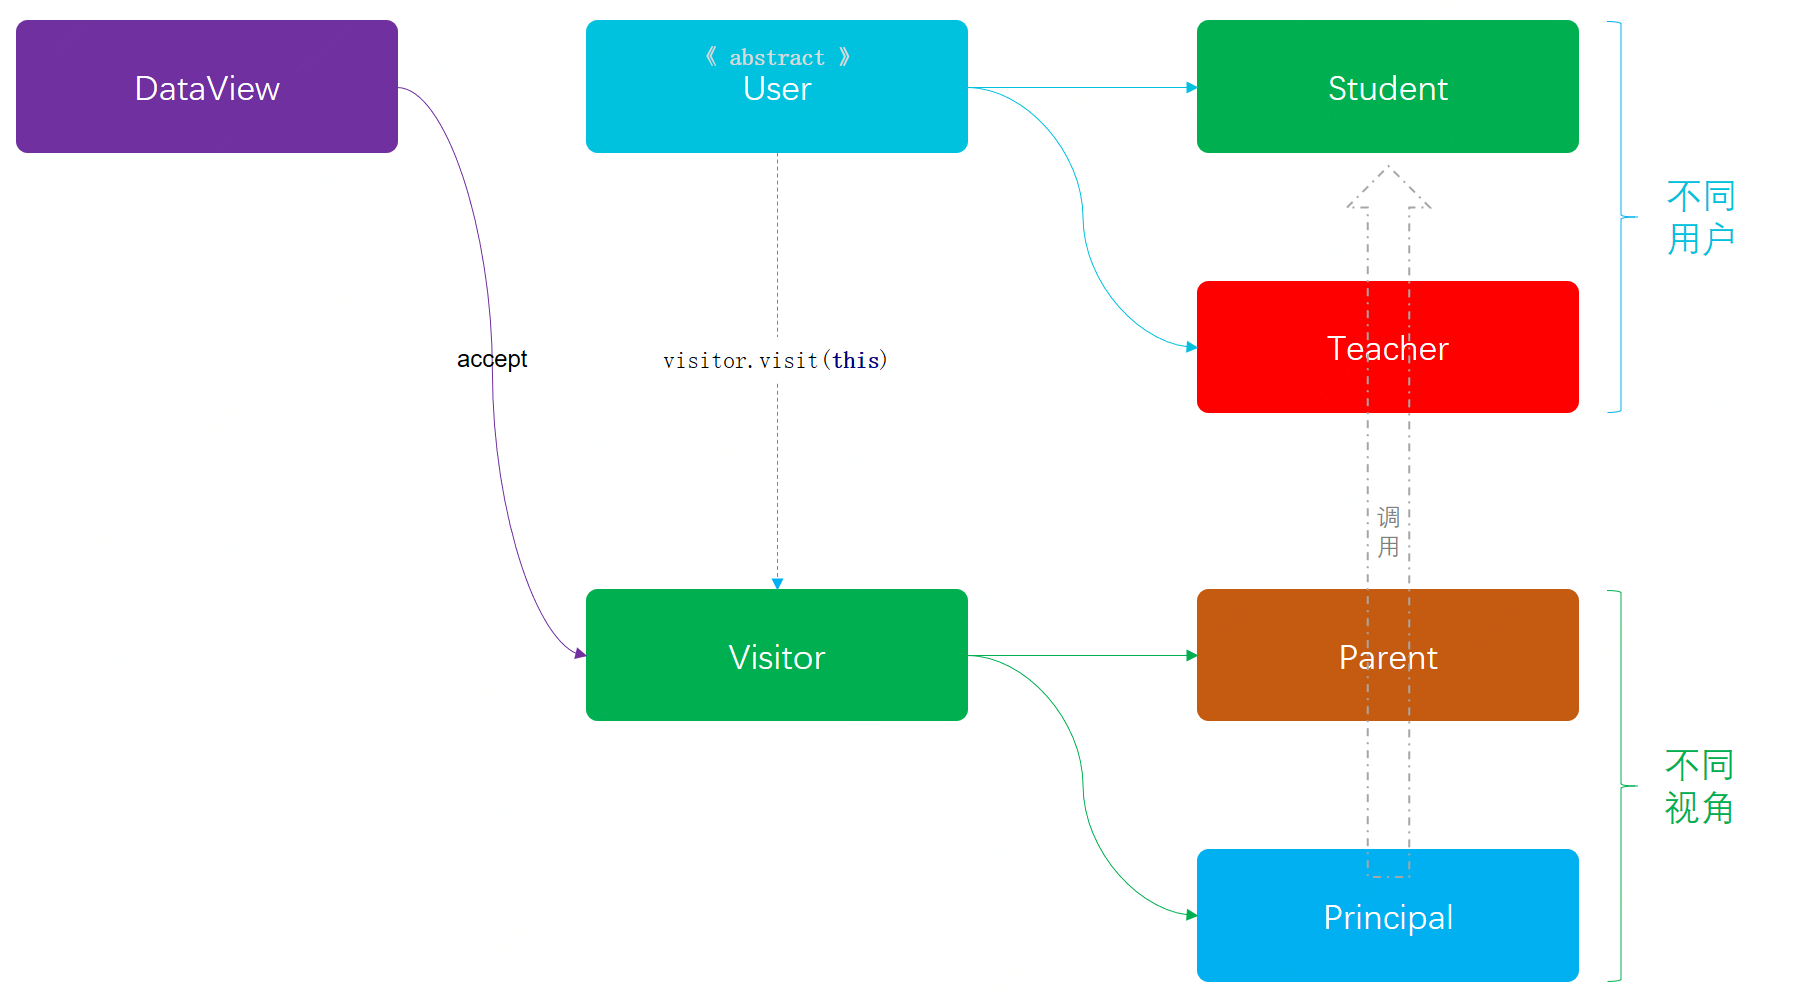 DataView
《 abstract 》
User
Student
不同
用户
Teacher
accept
visitor.visit(this)
调
用
Visitor
Parent
不同
视角
Principal